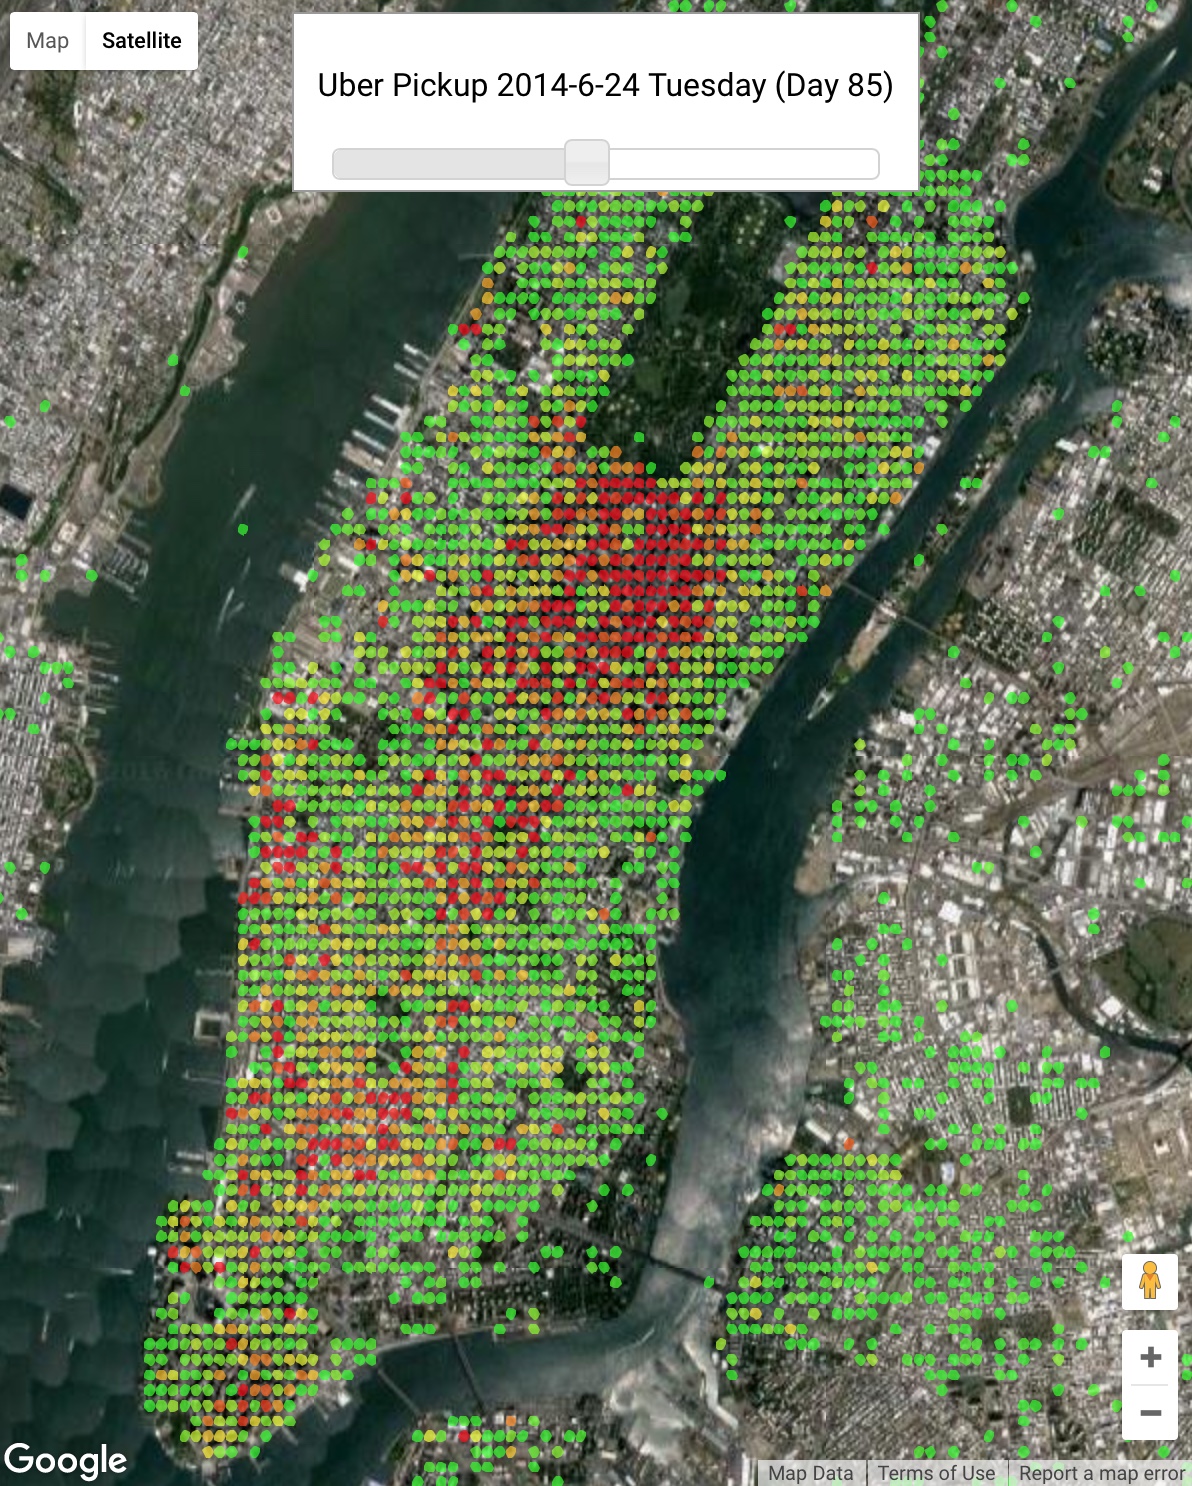 Map
Satellite
Uber Pickup 2014-6-24 Tuesday (Day 85)
+
−
Google
Map Data
Terms of Use
Report a map error